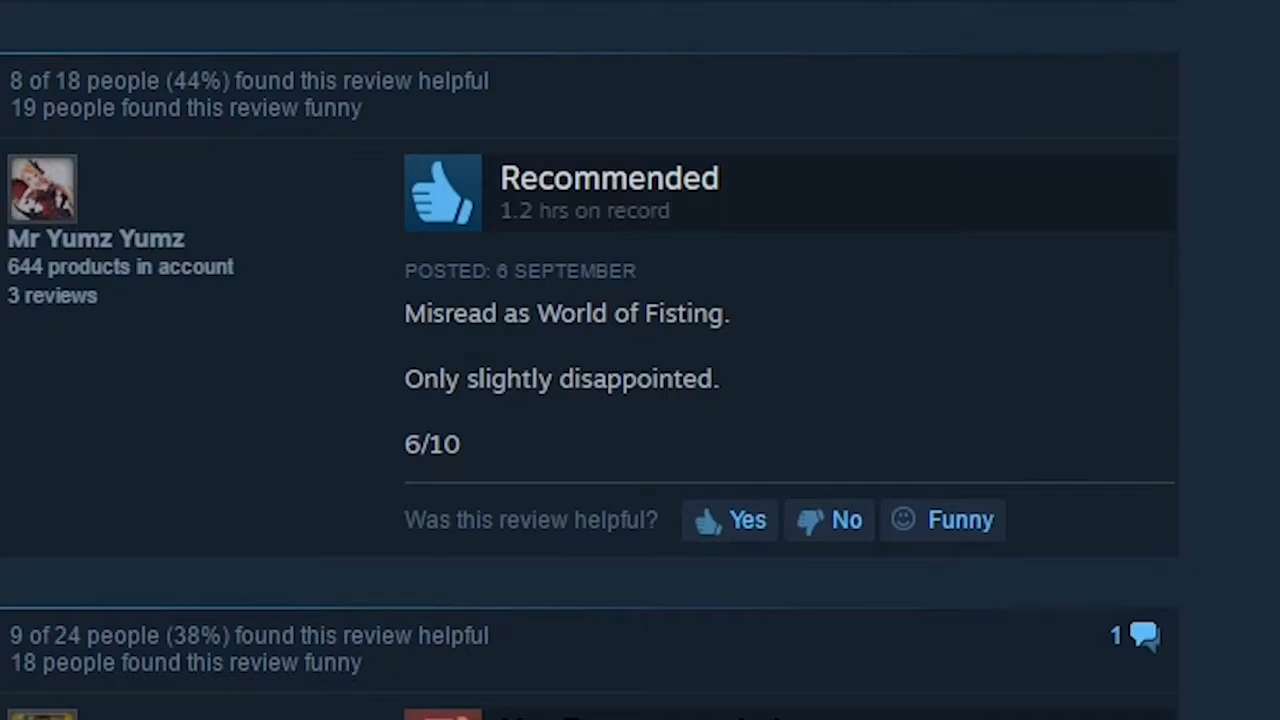 8 of 18 people (44%) found this review helpful
19 people found this review funny
Mr Yumz Yumz
644 products in account
3 reviews
Recommended
1.2 hrs on record
POSTED: 6 SEPTEMBER
Misread as World of Fisting.
Only slightly disappointed.
6/10
Was this review helpful? Yes No Funny
9 of 24 people (38%) found this review helpful
18 people found this review funny
1